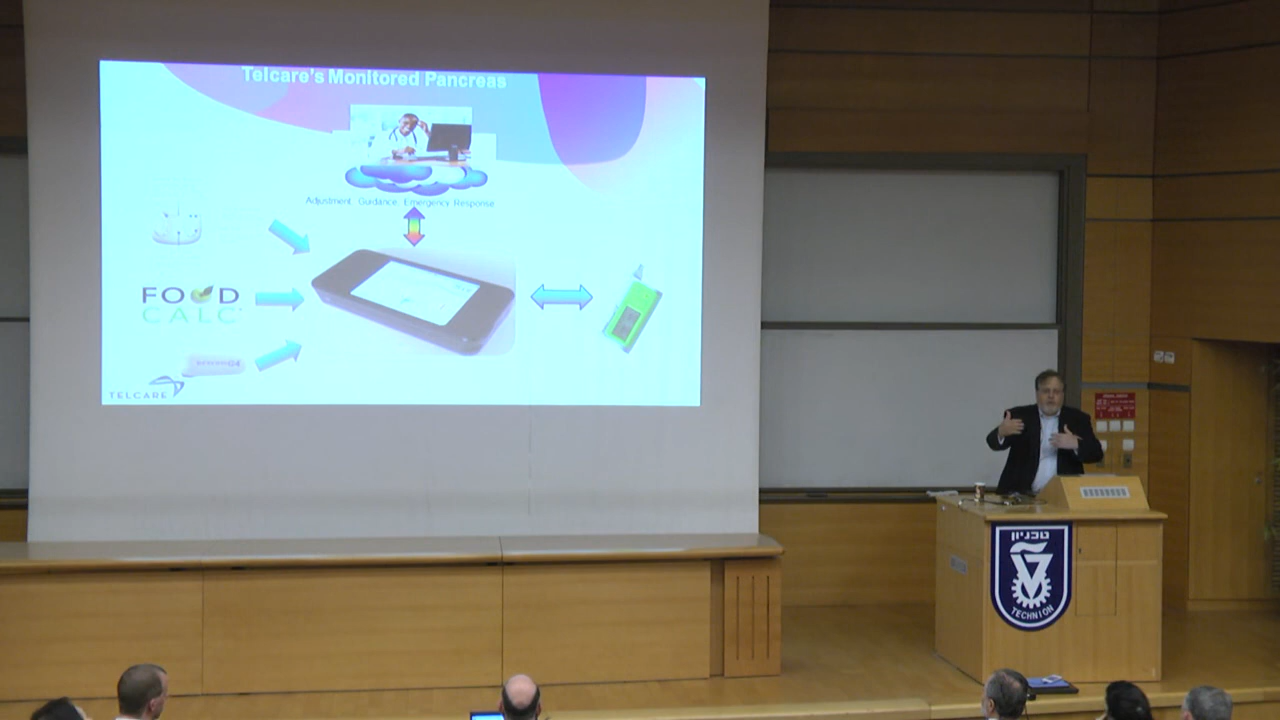 Telcare's Monitored Pancreas
Adjustment, Guidance, Emergency Response
FOOD
CALC
TELCARE
טכניון
TECHNION